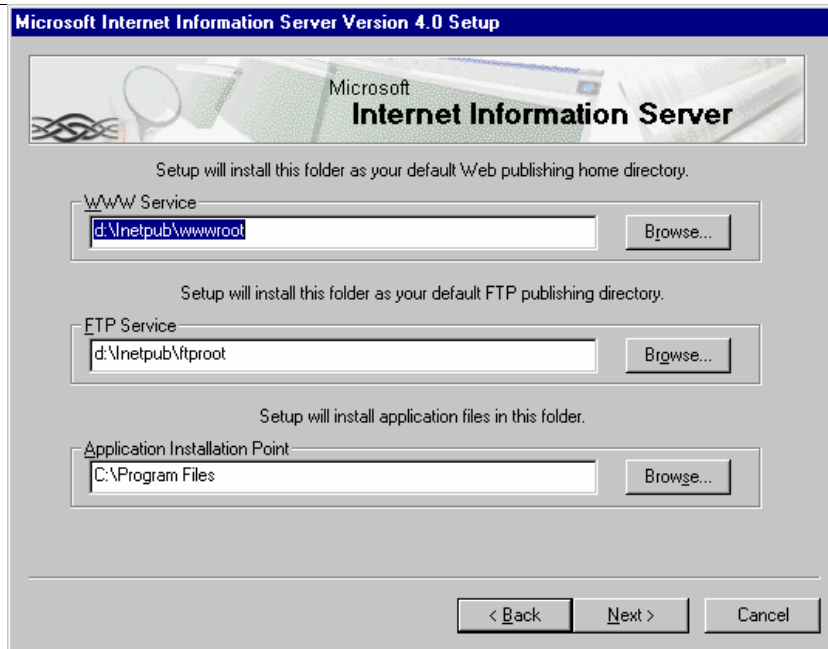 Microsoft Internet Information Server Version 4.0 Setup
Microsoft
Internet Information Server
Setup will install this folder as your default Web publishing home directory.
WWW Service
d:\Inetpub\wwwroot
Browse...
Setup will install this folder as your default FTP publishing directory.
FTP Service
d:\Inetpub\ftproot
Browse...
Setup will install application files in this folder.
Application Installation Point
C:\Program Files
Browse...
< Back Next > Cancel